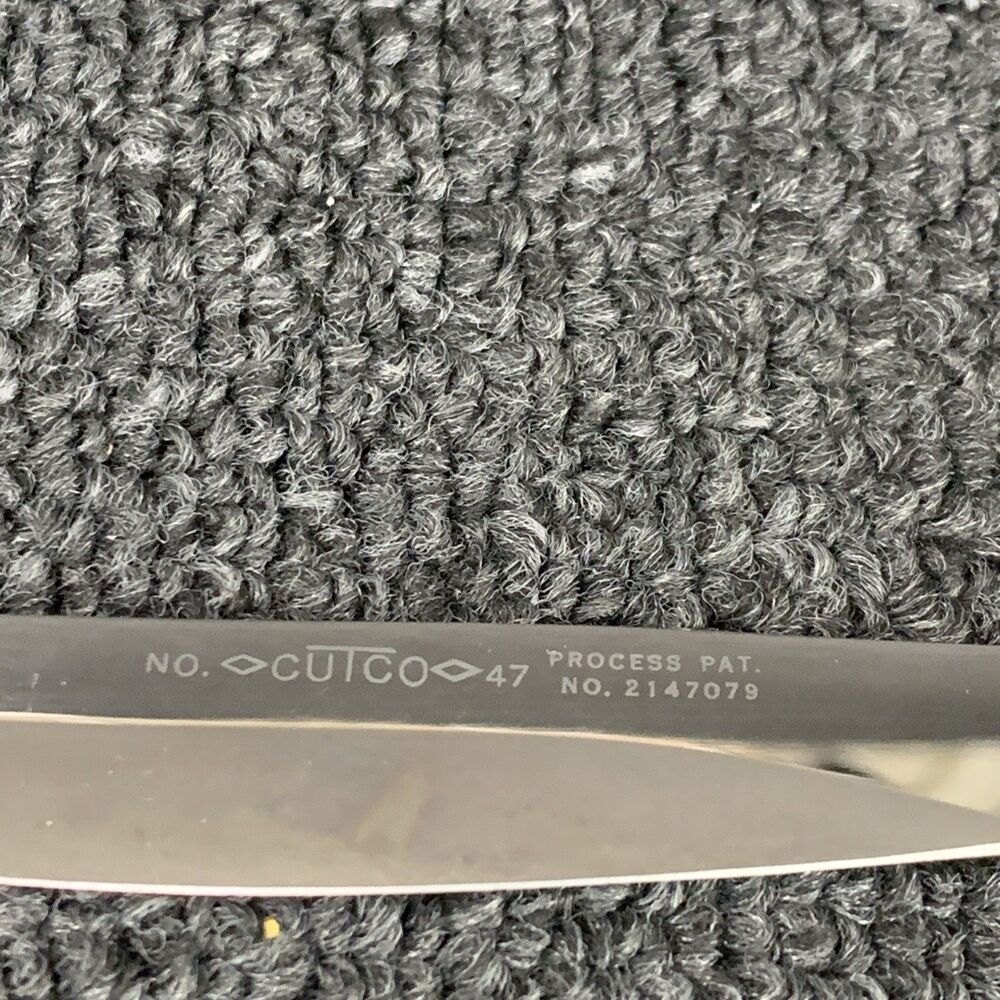 NO. CUTCO 47
PROCESS PAT.
NO. 2147079